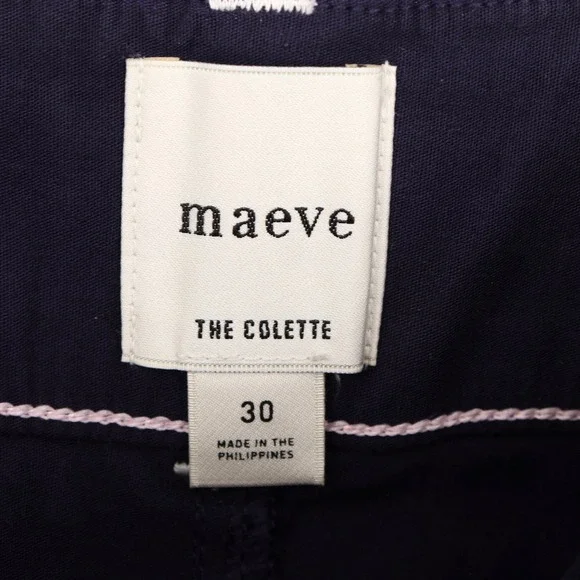 maeve
THE COLETTE
30
MADE IN THE
PHILIPPINES